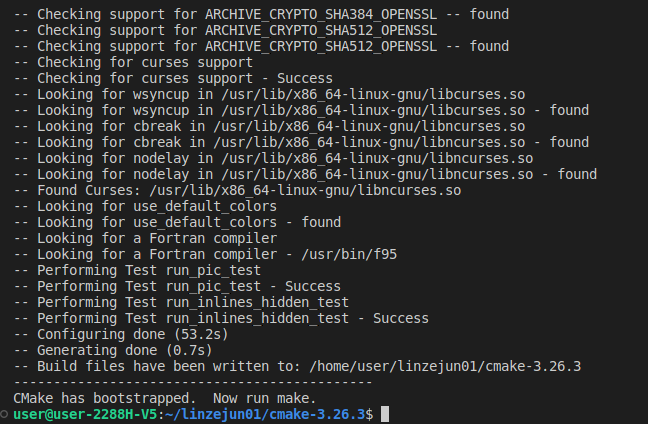 -- Checking support for ARCHIVE_CRYPTO_SHA384_OPENSSL -- found
-- Checking support for ARCHIVE_CRYPTO_SHA512_OPENSSL
-- Checking support for ARCHIVE_CRYPTO_SHA512_OPENSSL -- found
-- Checking for curses support
-- Checking for curses support - Success
-- Looking for wsyncup in /usr/lib/x86_64-linux-gnu/libcurses.so
-- Looking for wsyncup in /usr/lib/x86_64-linux-gnu/libcurses.so - found
-- Looking for cbreak in /usr/lib/x86_64-linux-gnu/libncurses.so
-- Looking for cbreak in /usr/lib/x86_64-linux-gnu/libncurses.so - found
-- Looking for nodelay in /usr/lib/x86_64-linux-gnu/libncurses.so
-- Looking for nodelay in /usr/lib/x86_64-linux-gnu/libncurses.so - found
-- Found Curses: /usr/lib/x86_64-linux-gnu/libncurses.so
-- Looking for use_default_colors
-- Looking for use_default_colors - found
-- Looking for a Fortran compiler
-- Looking for a Fortran compiler - /usr/bin/f95
-- Performing Test run_pic_test
-- Performing Test run_pic_test - Success
-- Performing Test run_inlines_hidden_test
-- Performing Test run_inlines_hidden_test - Success
-- Configuring done (53.2s)
-- Generating done (0.7s)
-- Build files have been written to: /home/user/linzejun01/cmake-3.26.3
---------------------------------------------
CMake has bootstrapped.  Now run make.
user@user-2288H-V5:~/linzejun01/cmake-3.26.3$